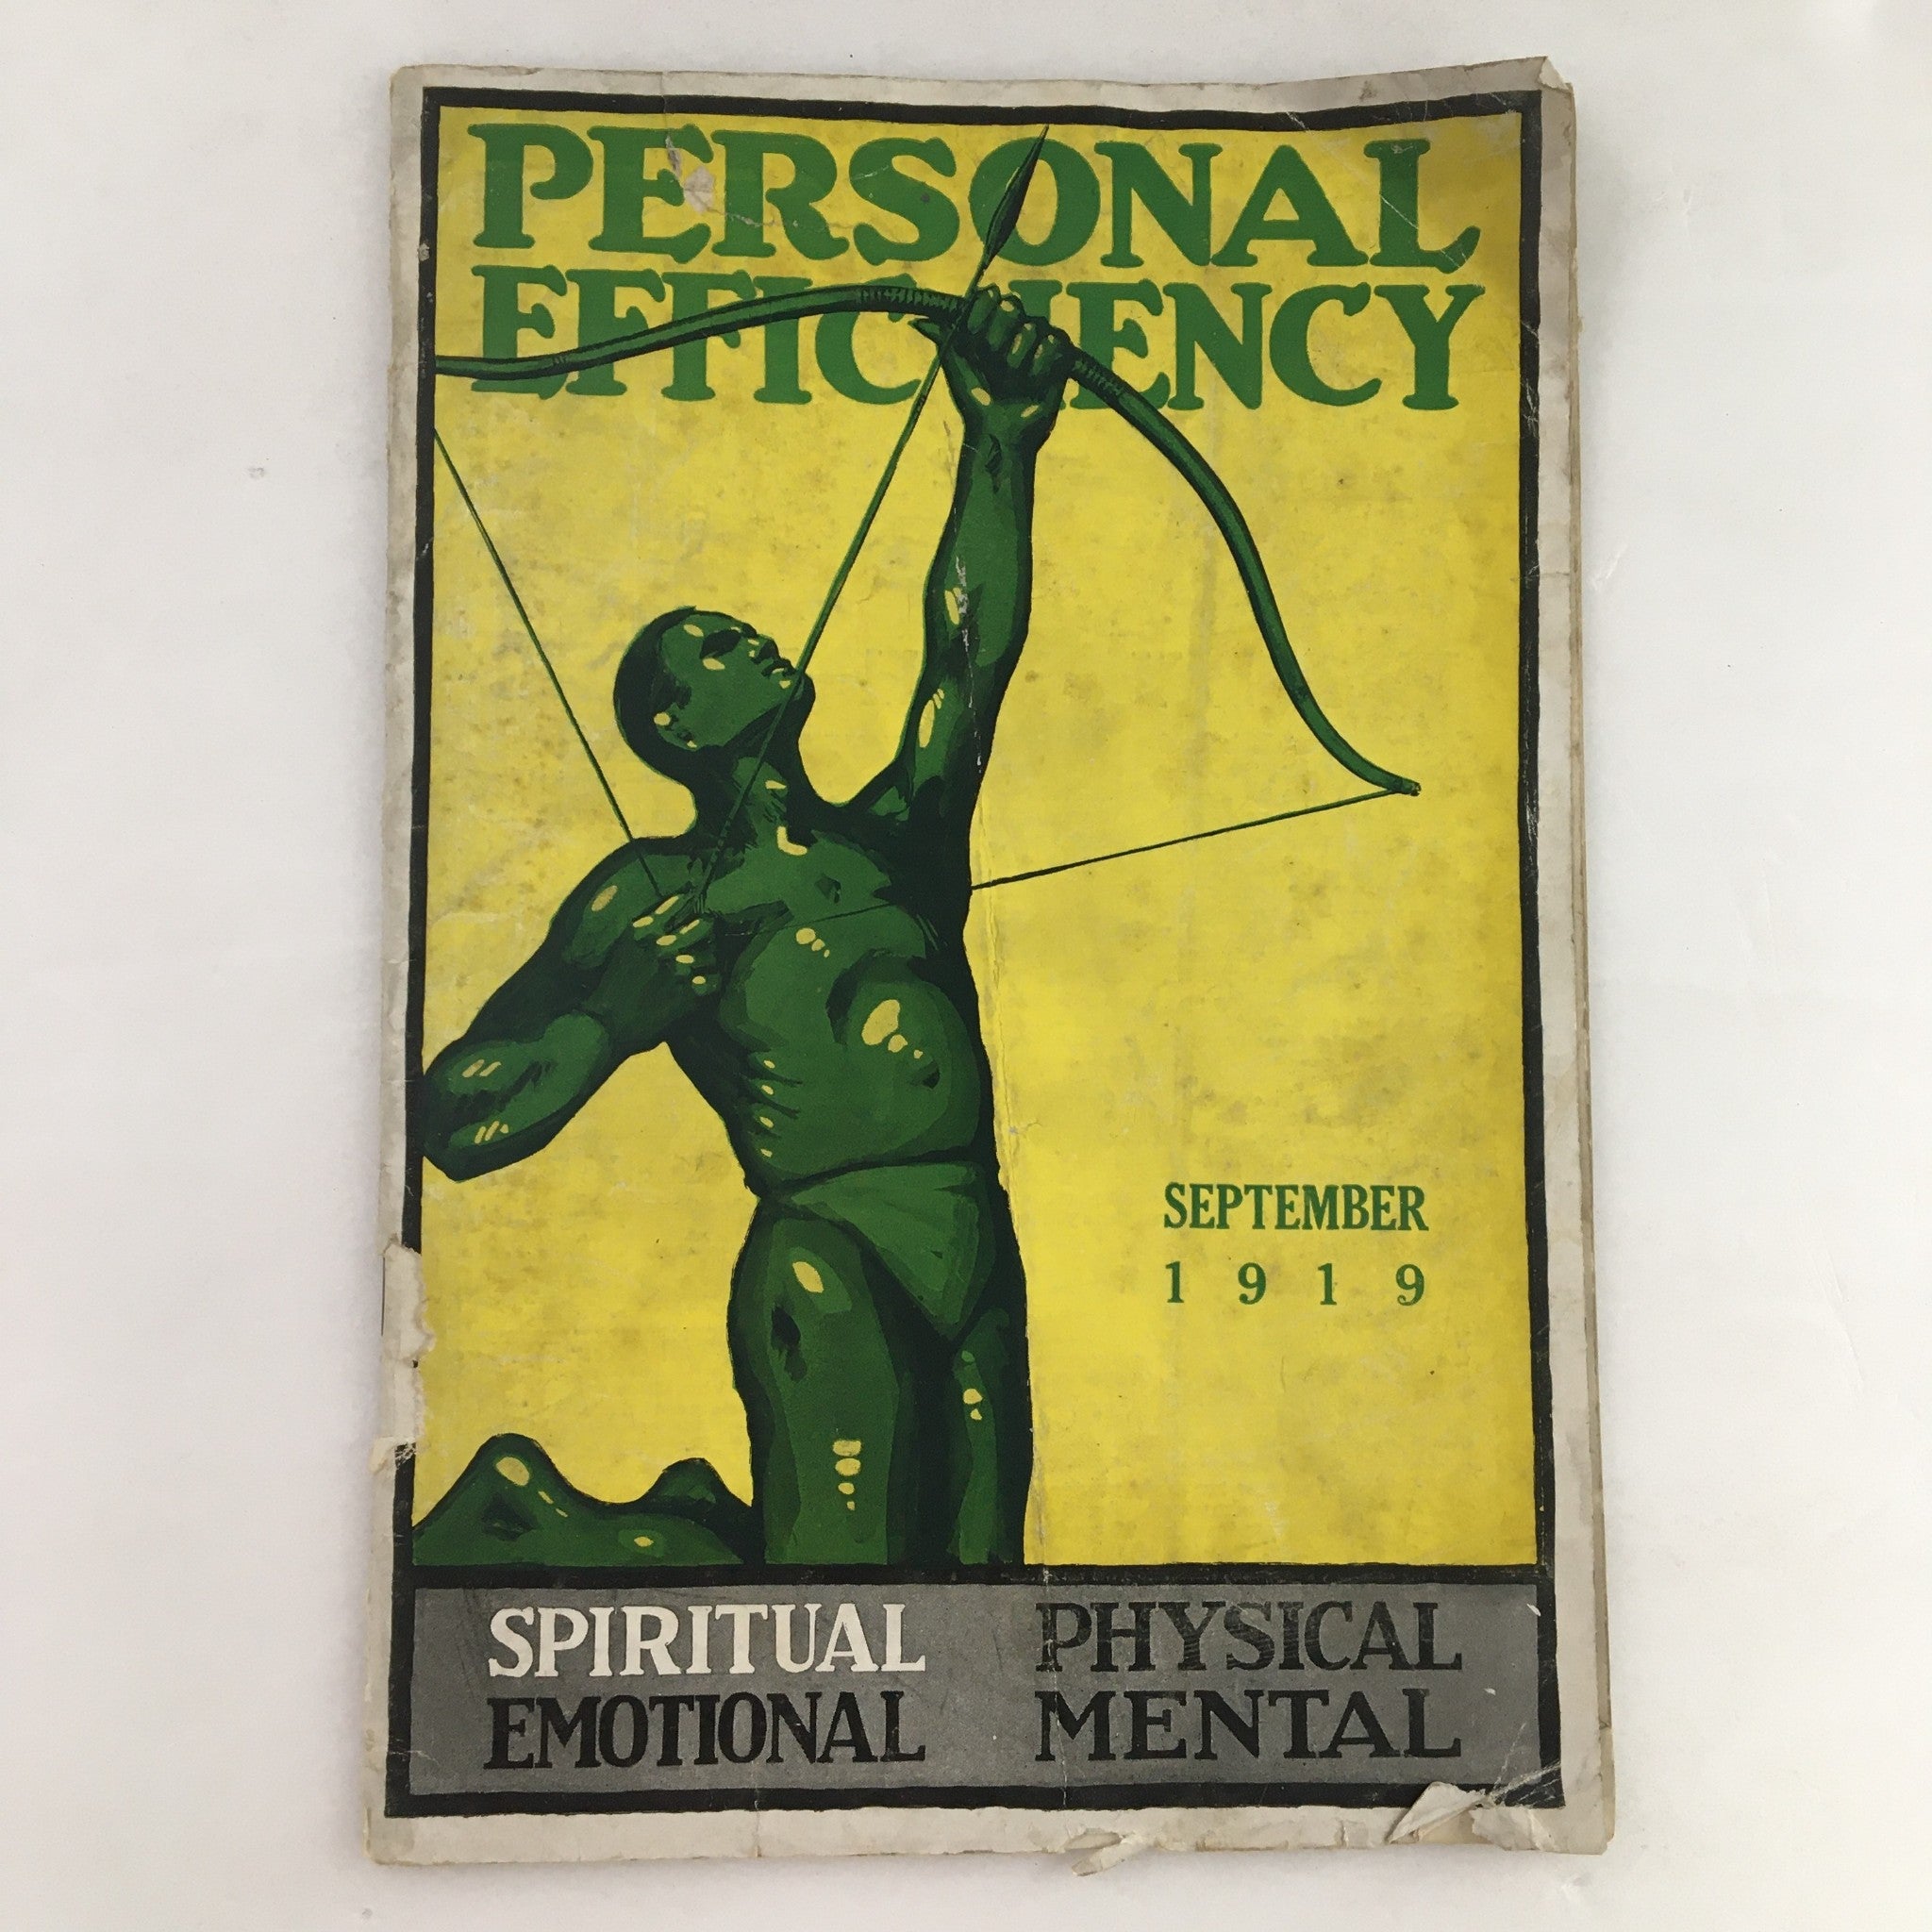 PERSONAL
EFFICIENCY
SEPTEMBER
1919
SPIRITUAL PHYSICAL
EMOTIONAL MENTAL